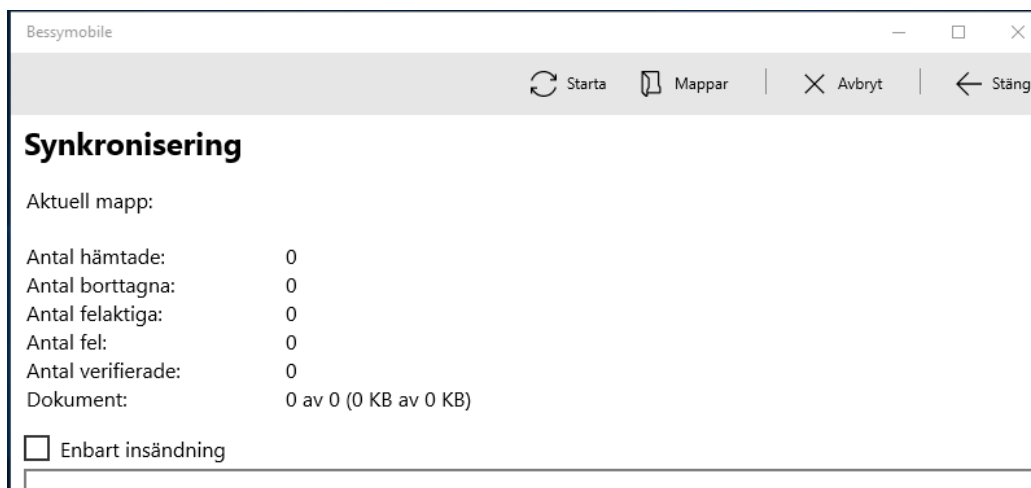 Bessymobile
Starta Mappar Avbryt Stäng
Synkronisering
Aktuell mapp:
Antal hämtade: 0
Antal borttagna: 0
Antal felaktiga: 0
Antal fel: 0
Antal verifierade: 0
Dokument: 0 av 0 (0 KB av 0 KB)
Enbart insändning